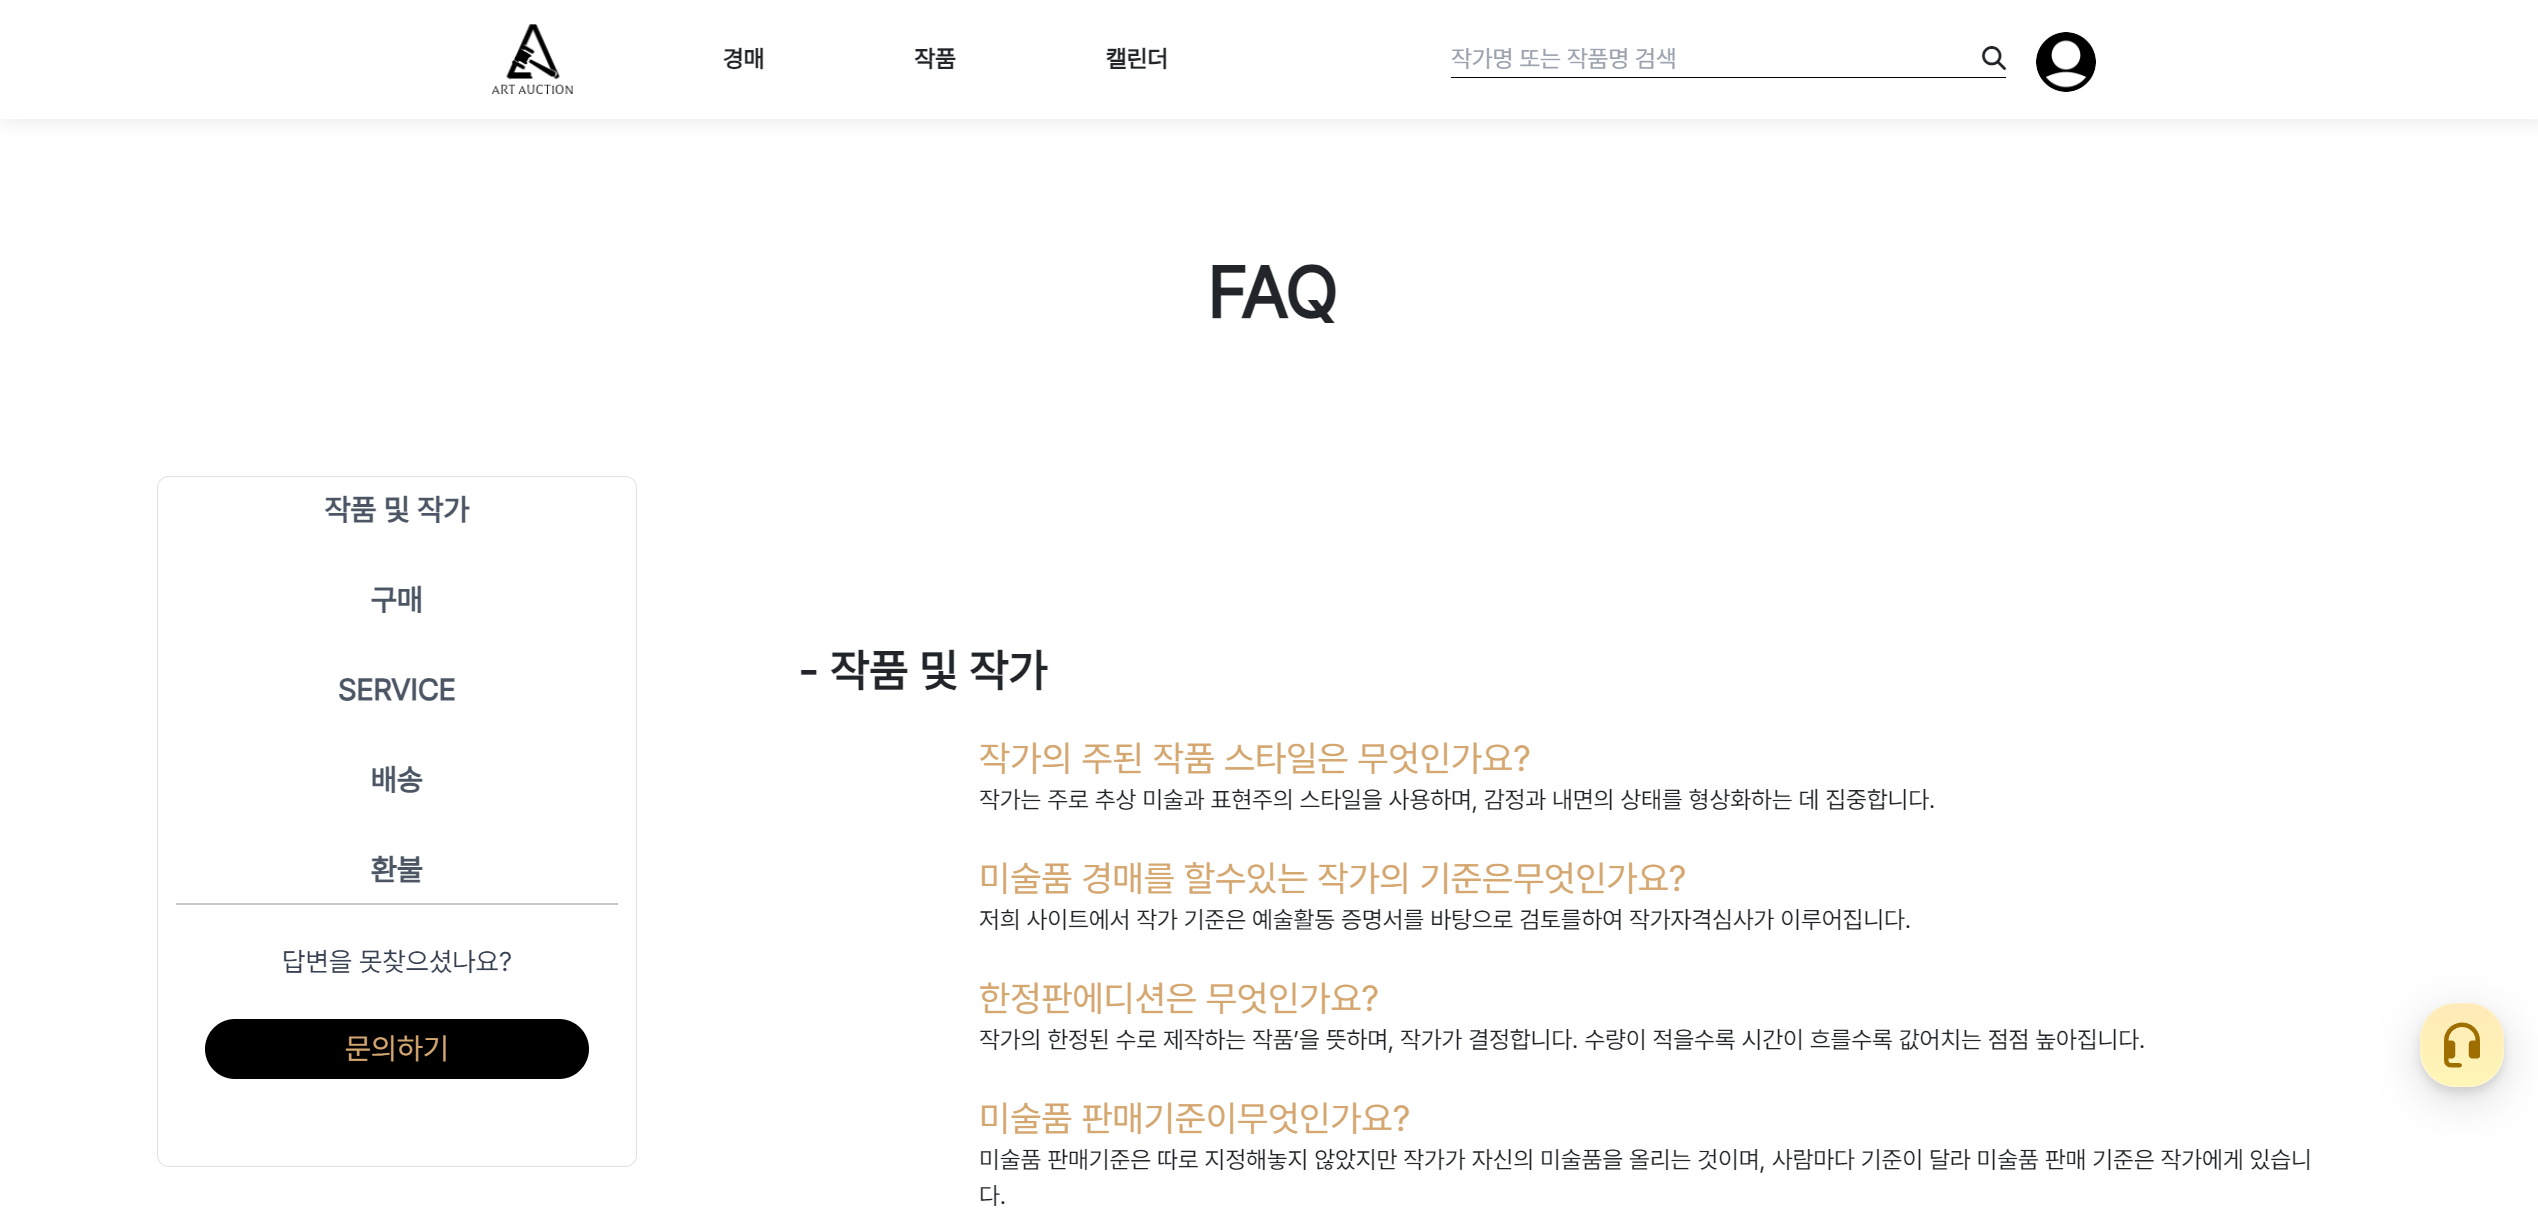 ART AUCTION
경매
작품
캘린더
작가명 또는 작품명 검색
FAQ
작품 및 작가
구매
SERVICE
배송
환불
답변을 못찾으셨나요?
문의하기
- 작품 및 작가
작가의 주된 작품 스타일은 무엇인가요?
작가는 주로 추상 미술과 표현주의 스타일을 사용하며, 감정과 내면의 상태를 형상화하는 데 집중합니다.
미술품 경매를 할수있는 작가의 기준은무엇인가요?
저희 사이트에서 작가 기준은 예술활동 증명서를 바탕으로 검토를하여 작가자격심사가 이루어집니다.
한정판에디션은 무엇인가요?
작가의 한정된 수로 제작하는 작품’을 뜻하며, 작가가 결정합니다. 수량이 적을수록 시간이 흐를수록 값어치는 점점 높아집니다.
미술품 판매기준이무엇인가요?
미술품 판매기준은 따로 지정해놓지 않았지만 작가가 자신의 미술품을 올리는 것이며, 사람마다 기준이 달라 미술품 판매 기준은 작가에게 있습니
다.